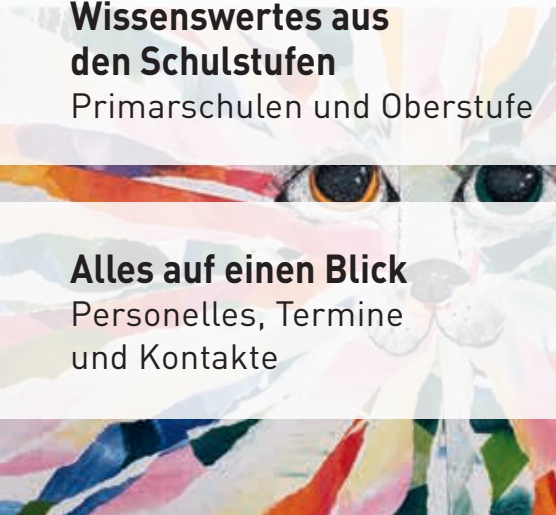 Wissenswertes aus
den Schulstufen
Primarschulen und Oberstufe
Alles auf einen Blick
Personelles, Termine
und Kontakte